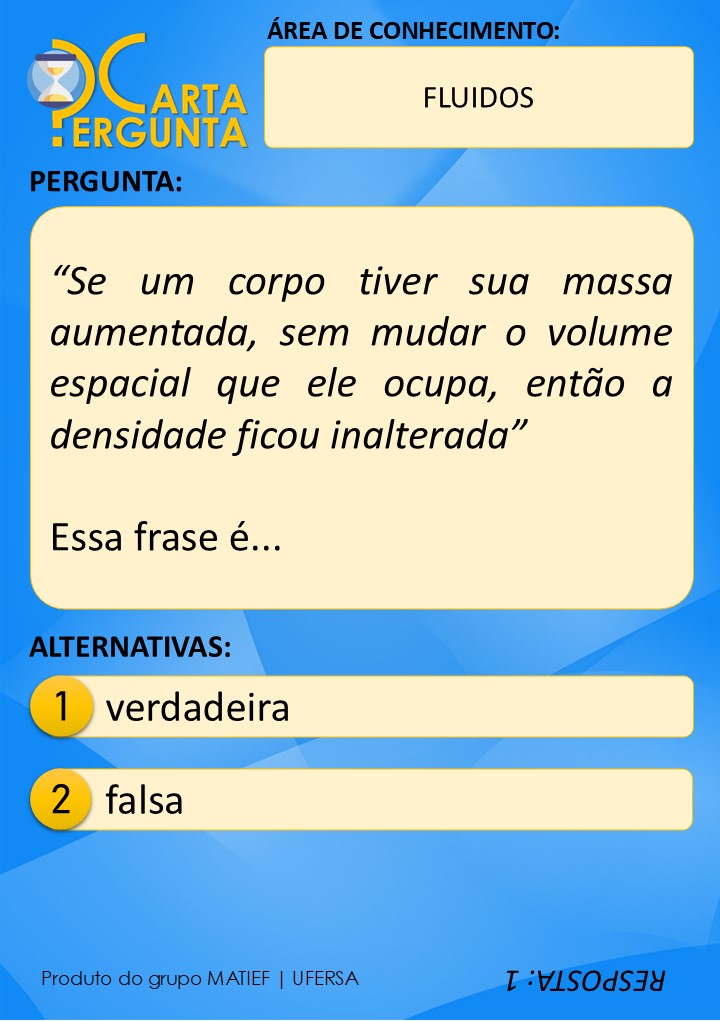 ÁREA DE CONHECIMENTO:
CARTA
PERGUNTA
FLUIDOS
PERGUNTA:
“Se um corpo tiver sua massa
aumentada, sem mudar o volume
espacial que ele ocupa, então a
densidade ficou inalterada”
Essa frase é...
ALTERNATIVAS:
1 verdadeira
2 falsa
Produto do grupo MATIEF | UFERSA
RESPOSTA: 1